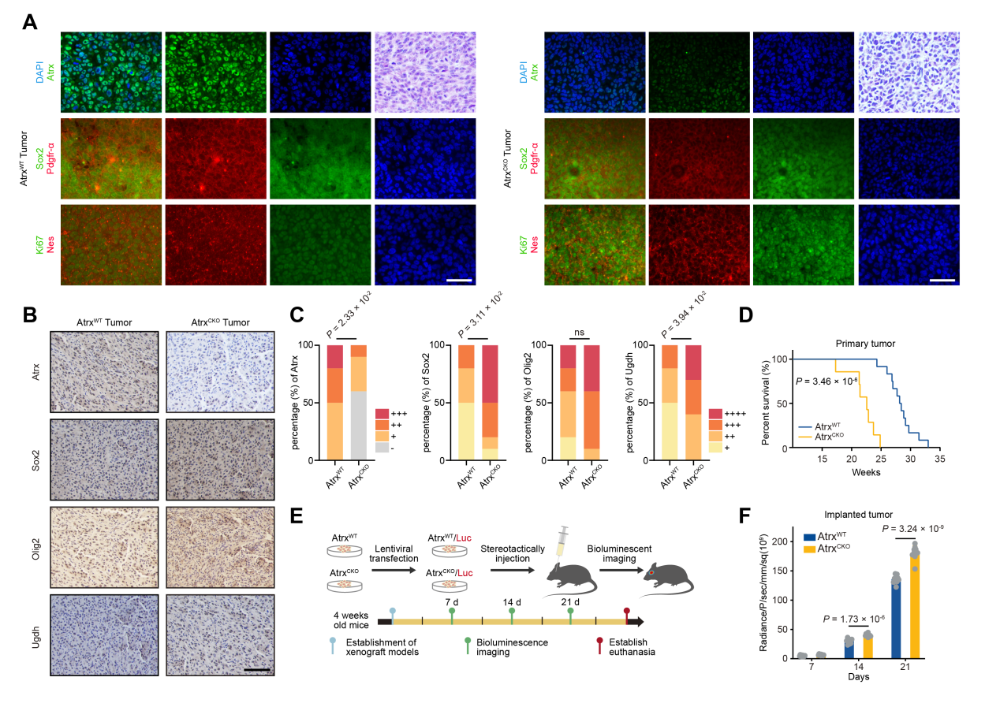 A
DAPI
Atrx
Atrx^WT Tumor
Sox2
Pdgfr-α
Ki67
Nes
DAPI
Atrx
Atrx^CKO Tumor
Sox2
Pdgfr-α
Ki67
Nes
B
Atrx^WT Tumor
Atrx^CKO Tumor
Atrx
Sox2
Olig2
Ugdh
C
P = 2.33 × 10^-2
percentage (%) of Atrx
100
50
0
Atrx^WT
Atrx^CKO
+++
++
+
-
P = 3.11 × 10^-2
percentage (%) of Sox2
100
50
0
Atrx^WT
Atrx^CKO
ns
percentage (%) of Olig2
100
50
0
Atrx^WT
Atrx^CKO
P = 3.94 × 10^-2
percentage (%) of Ugdh
100
50
0
Atrx^WT
Atrx^CKO
++++
+++
++
+
D
Primary tumor
Percent survival (%)
100
50
0
P = 3.46 × 10^-6
Atrx^WT
Atrx^CKO
15 20 25 30 35
Weeks
E
Atrx^WT
Atrx^CKO
Lentiviral
transfection
Atrx^WT/Luc
Atrx^CKO/Luc
Stereotactically
injection
Bioluminescent
imaging
4 weeks
old mice
7 d
14 d
21 d
Establishment of
xenograft models
Bioluminescence
imaging
Establish
euthanasia
F
Implanted tumor
Atrx^WT
Atrx^CKO
P = 3.24 × 10^-9
P = 1.73 × 10^-6
Radiance/P/sec/mm/sq(10^9)
200
150
100
50
0
7 14 21
Days